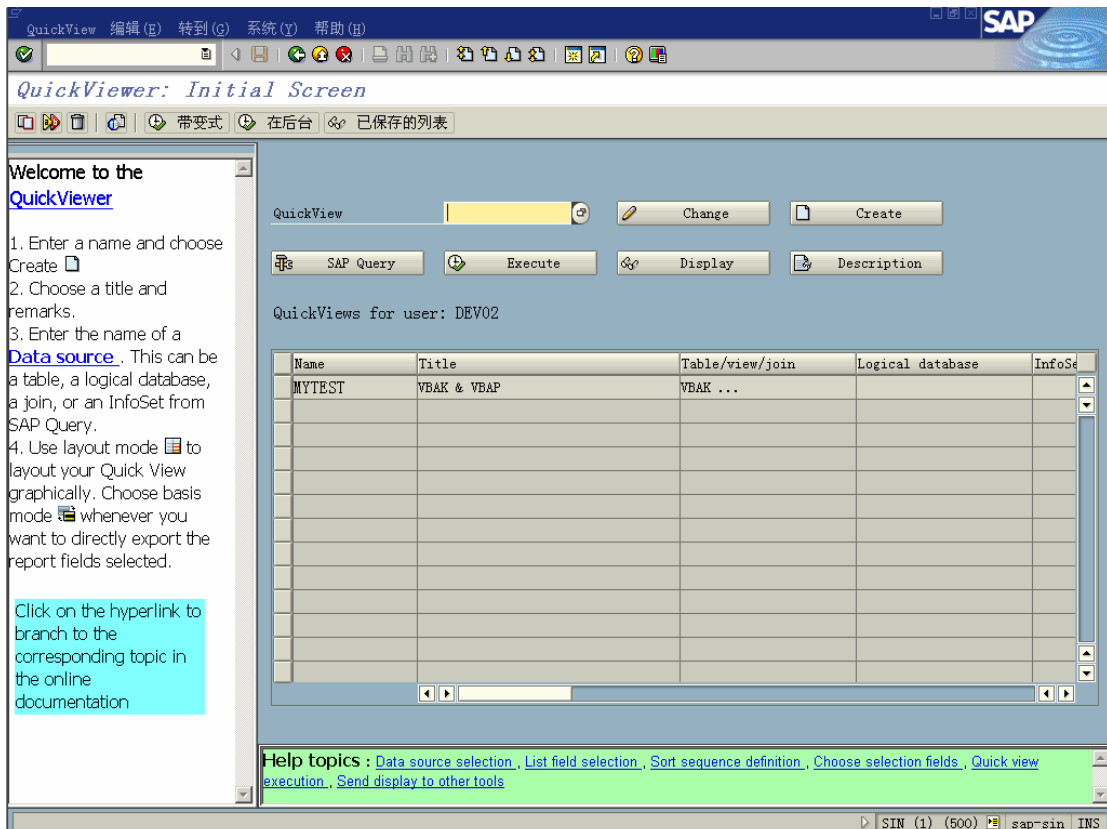 QuickView 编辑(E) 转到(G) 系统(Y) 帮助(H)
SAP
QuickViewer: Initial Screen
带变式 在后台 已保存的列表
Welcome to the
QuickViewer
1. Enter a name and choose
Create
2. Choose a title and
remarks.
3. Enter the name of a
Data source . This can be
a table, a logical database,
a join, or an InfoSet from
SAP Query.
4. Use layout mode to
layout your Quick View
graphically. Choose basis
mode whenever you
want to directly export the
report fields selected.
Click on the hyperlink to
branch to the
corresponding topic in
the online
documentation
QuickView Change Create
SAP Query Execute Display Description
QuickViews for user: DEV02
Name Title Table/view/join Logical database InfoSe
MYTEST VBAK & VBAP VBAK ...
Help topics : Data source selection , List field selection , Sort sequence definition , Choose selection fields , Quick view
execution , Send display to other tools
SIN (1) (500) sap-sin INS